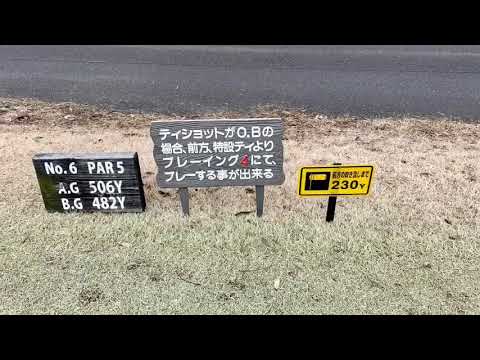 No.6 PAR5
A.G 506Y
B.G 482Y
ティショットがO.Bの
場合、前方、特設ティより
プレーイング4にて、
プレーする事が出来る
230Y